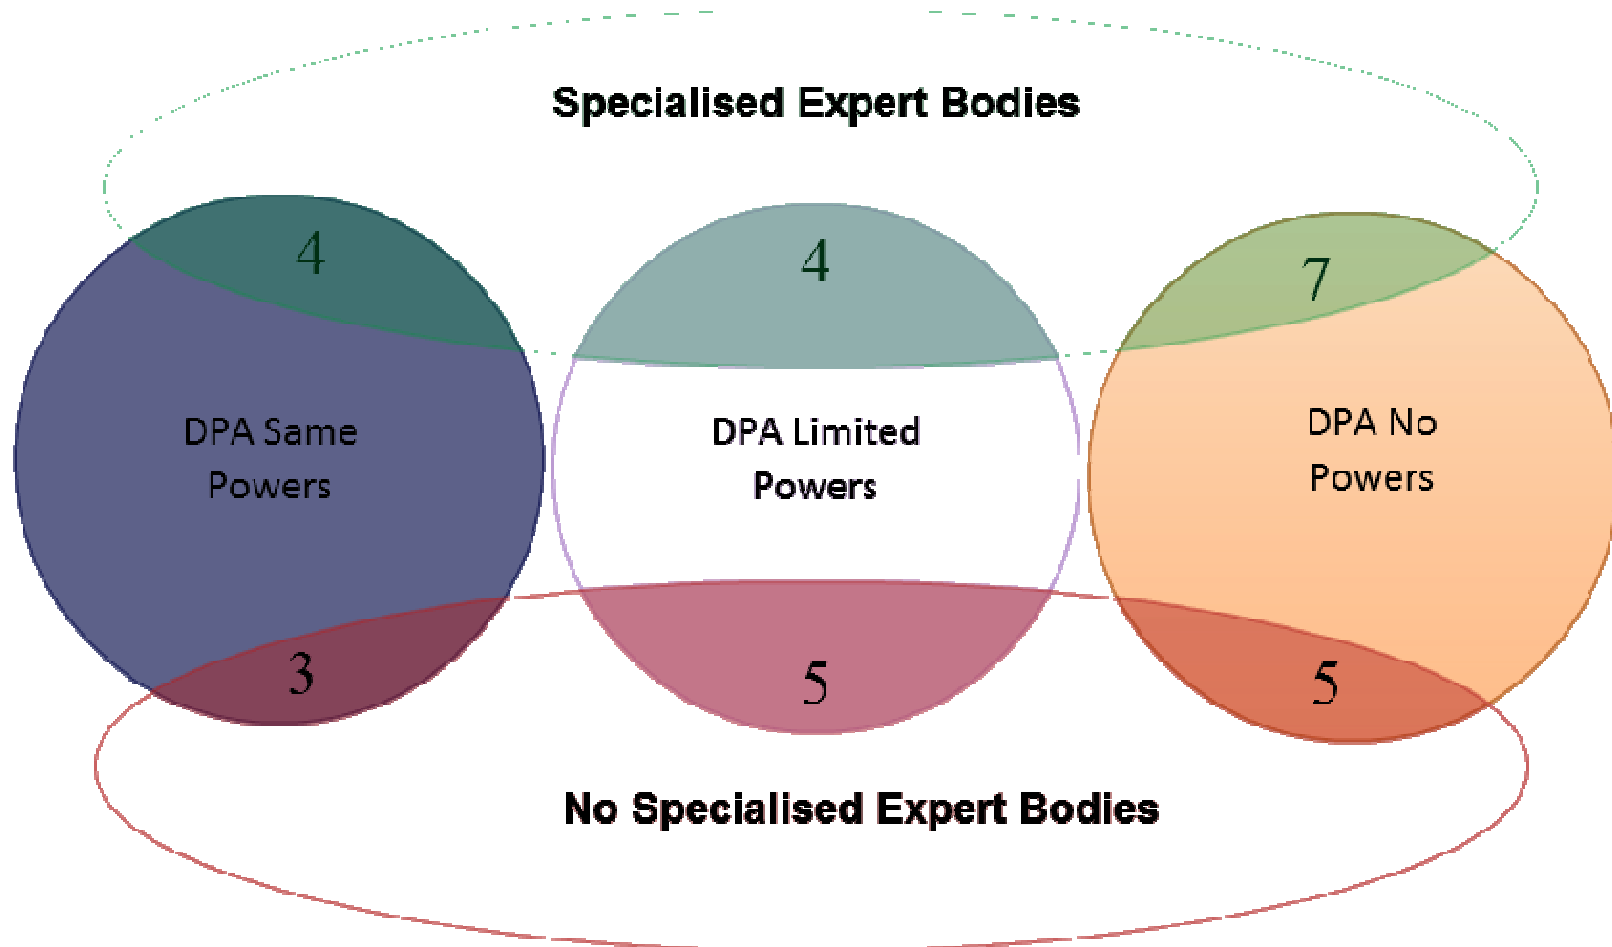 Specialised Expert Bodies
4
4
7
DPA Same
Powers
DPA Limited
Powers
DPA No
Powers
3
5
5
No Specialised Expert Bodies